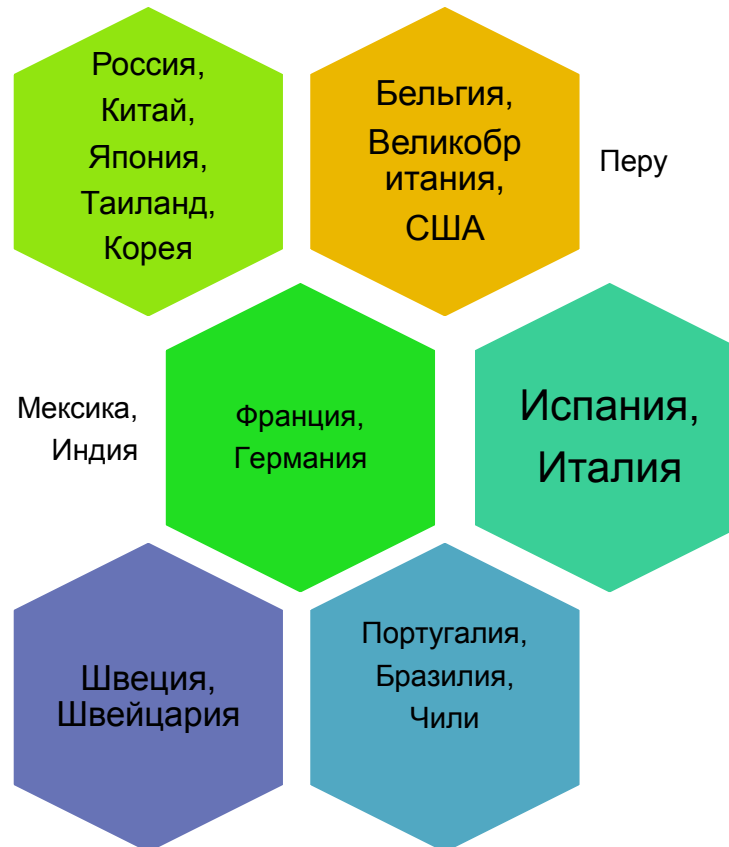 Россия,
Китай,
Япония,
Таиланд,
Корея
Бельгия,
Великобр
итания,
США
Перу
Мексика,
Индия
Франция,
Германия
Испания,
Италия
Швеция,
Швейцария
Португалия,
Бразилия,
Чили